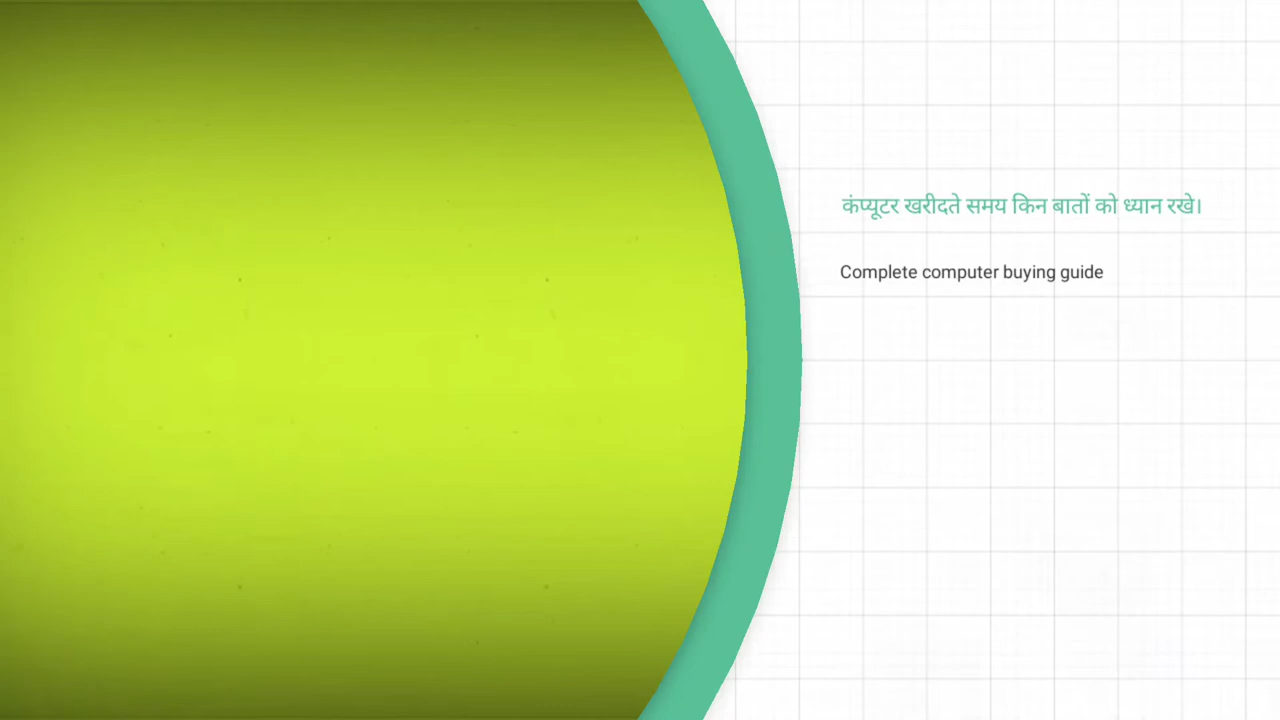 कंप्यूटर खरीदते समय किन बातों को ध्यान रखे।
Complete computer buying guide